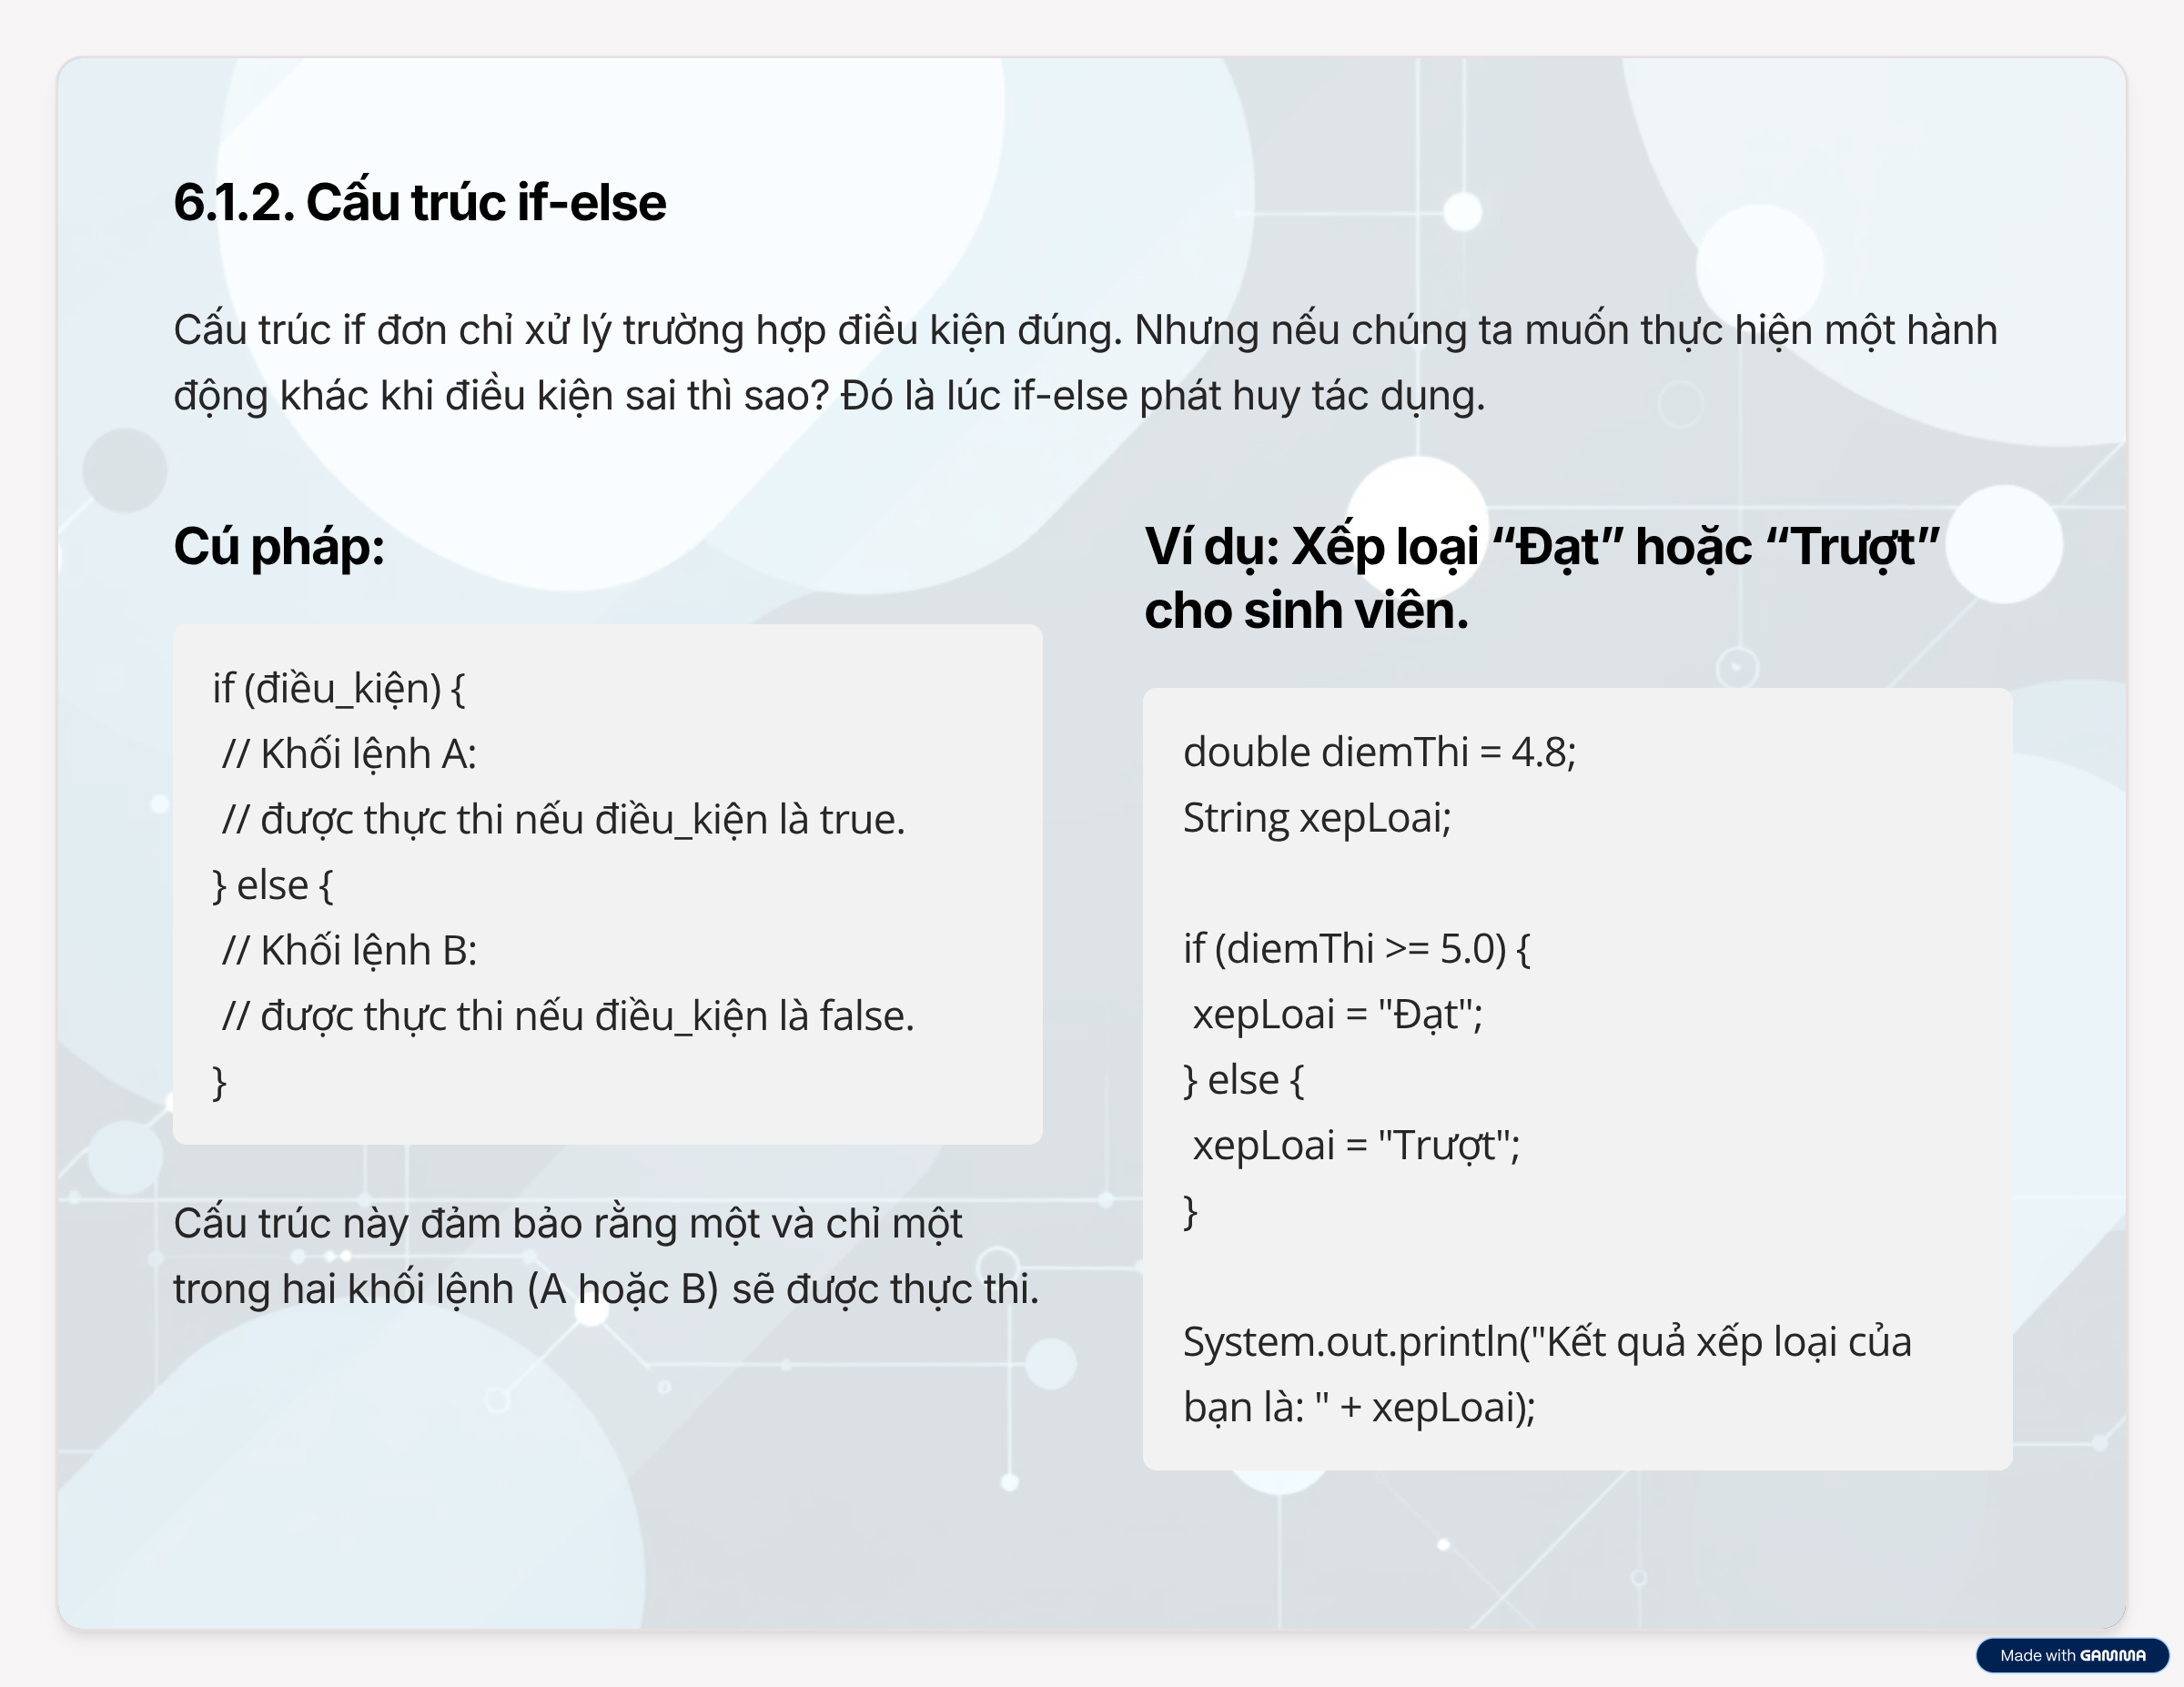 6.1.2. Cấu trúc if-else
Cấu trúc if đơn chỉ xử lý trường hợp điều kiện đúng. Nhưng nếu chúng ta muốn thực hiện một hành
động khác khi điều kiện sai thì sao? Đó là lúc if-else phát huy tác dụng.
Cú pháp:
if (điều_kiện) {
 // Khối lệnh A:
 // được thực thi nếu điều_kiện là true.
} else {
 // Khối lệnh B:
 // được thực thi nếu điều_kiện là false.
}
Cấu trúc này đảm bảo rằng một và chỉ một
trong hai khối lệnh (A hoặc B) sẽ được thực thi.
Ví dụ: Xếp loại “Đạt” hoặc “Trượt”
cho sinh viên.
double diemThi = 4.8;
String xepLoai;
if (diemThi >= 5.0) {
 xepLoai = "Đạt";
} else {
 xepLoai = "Trượt";
}
System.out.println("Kết quả xếp loại của
bạn là: " + xepLoai);
Made with GAMMA